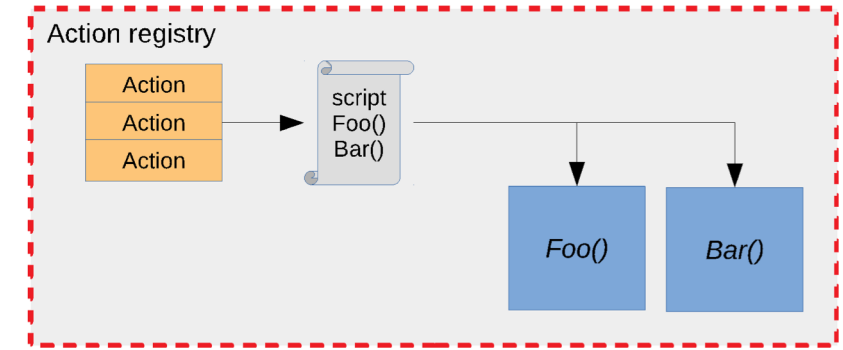 Action registry
Action
Action
Action
script
Foo()
Bar()
Foo()
Bar()